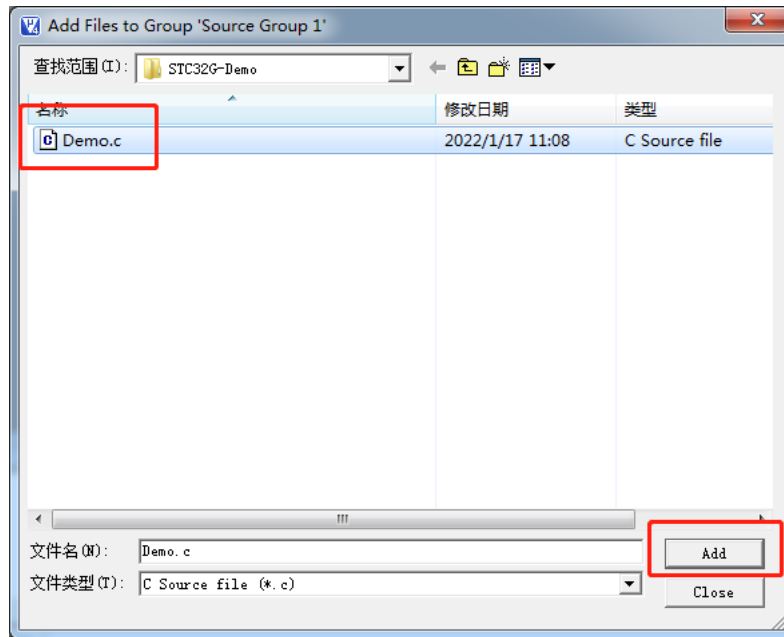 Add Files to Group 'Source Group 1'
查找范围(I): STC32G-Demo
名称 修改日期 类型
Demo.c 2022/1/17 11:08 C Source file
文件名(N): Demo.c Add
文件类型(T): C Source file (*.c) Close